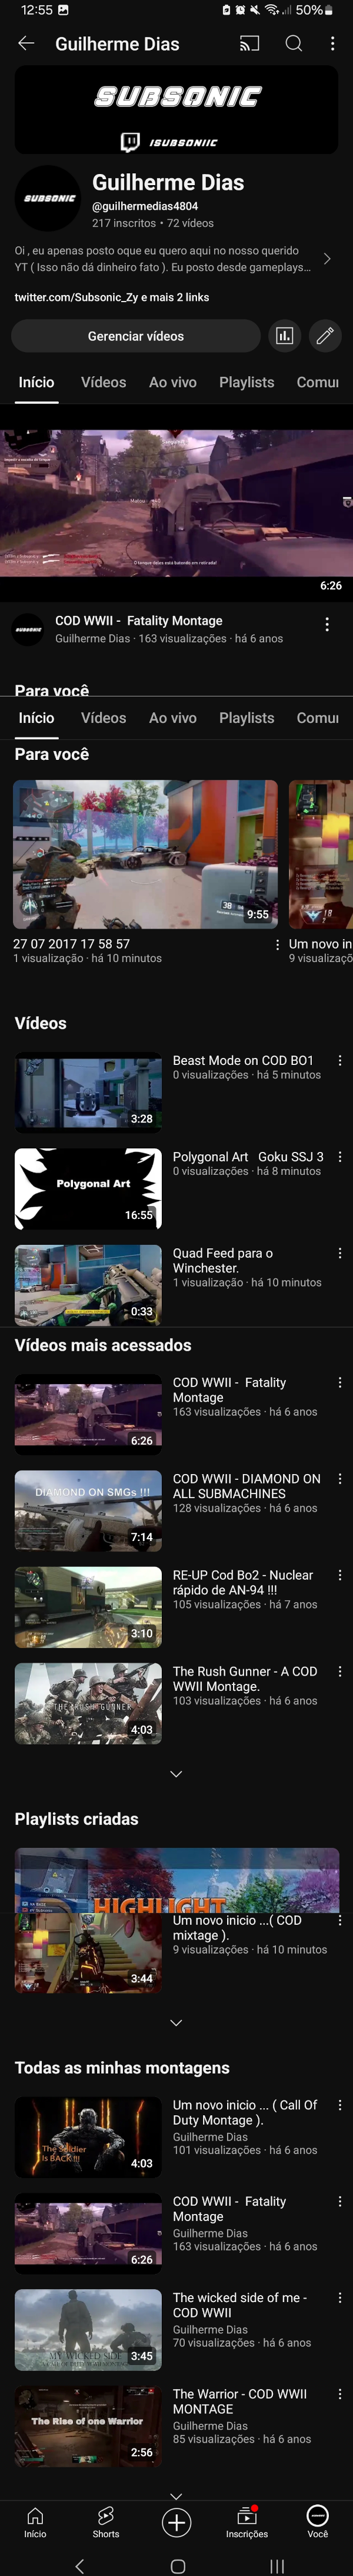 12:55
50%
Guilherme Dias
SUBSONIC
ISUBSONIIC
SUBSONIC
Guilherme Dias
@guilhermedias4804
217 inscritos • 72 vídeos
Oi , eu apenas posto que eu quero aqui no nosso querido
YT ( Isso não dá dinheiro fato ). Eu posto desde gameplays...
twitter.com/Subsonic_Zy e mais 2 links
Gerenciar vídeos
Início Vídeos Ao vivo Playlists Comu
O tanque deles está batendo em retirada!
6:26
SUBSONIC
COD WWII - Fatality Montage
Guilherme Dias · 163 visualizações · há 6 anos
Para você
Início Vídeos Ao vivo Playlists Comu
Para você
38
9:55
18
27 07 2017 17 58 57
1 visualização · há 10 minutos
Um novo in
9 visualizaçõ
Vídeos
3:28
Beast Mode on COD BO1
0 visualizações · há 5 minutos
Polygonal Art
16:55
Polygonal Art Goku SSJ 3
0 visualizações · há 8 minutos
0:33
Quad Feed para o
Winchester.
1 visualização · há 10 minutos
Vídeos mais acessados
6:26
COD WWII - Fatality
Montage
163 visualizações · há 6 anos
DIAMOND ON SMGs !!!
7:14
COD WWII - DIAMOND ON
ALL SUBMACHINES
128 visualizações · há 6 anos
3:10
RE-UP Cod Bo2 - Nuclear
rápido de AN-94 !!!
105 visualizações · há 7 anos
THE RUSH GUNNER
4:03
The Rush Gunner - A COD
WWII Montage.
103 visualizações · há 6 anos
Playlists criadas
HIGHLIGHT
3:44
Um novo inicio ...( COD
mixtage ).
9 visualizações · há 10 minutos
Todas as minhas montagens
The Soldier
is BACK !!!
4:03
Um novo inicio ... ( Call Of
Duty Montage ).
Guilherme Dias
101 visualizações · há 6 anos
6:26
COD WWII - Fatality
Montage
Guilherme Dias
163 visualizações · há 6 anos
MY WICKED SIDE
3:45
The wicked side of me -
COD WWII
Guilherme Dias
70 visualizações · há 6 anos
The Rise of one Warrior
2:56
The Warrior - COD WWII
MONTAGE
Guilherme Dias
85 visualizações · há 6 anos
Início Shorts Inscrições Você